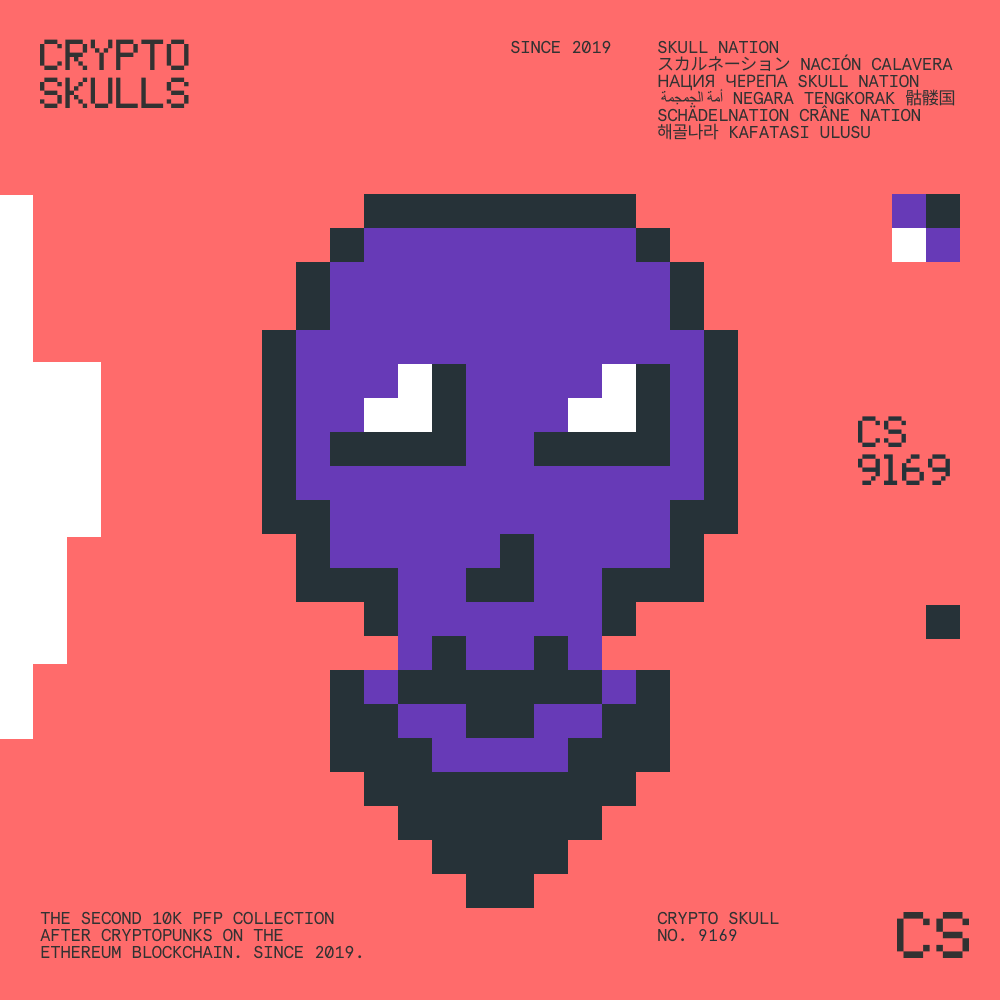 CRYPTO
SKULLS
SINCE 2019
SKULL NATION
スカルネーション NACIÓN CALAVERA
НАЦИЯ ЧЕРЕПА SKULL NATION
أمة الجمجمة NEGARA TENGKORAK 骷髅国
SCHÄDELNATION CRÂNE NATION
해골나라 KAFATASI ULUSU
CS
9169
THE SECOND 10K PFP COLLECTION
AFTER CRYPTOPUNKS ON THE
ETHEREUM BLOCKCHAIN. SINCE 2019.
CRYPTO SKULL
NO. 9169
CS